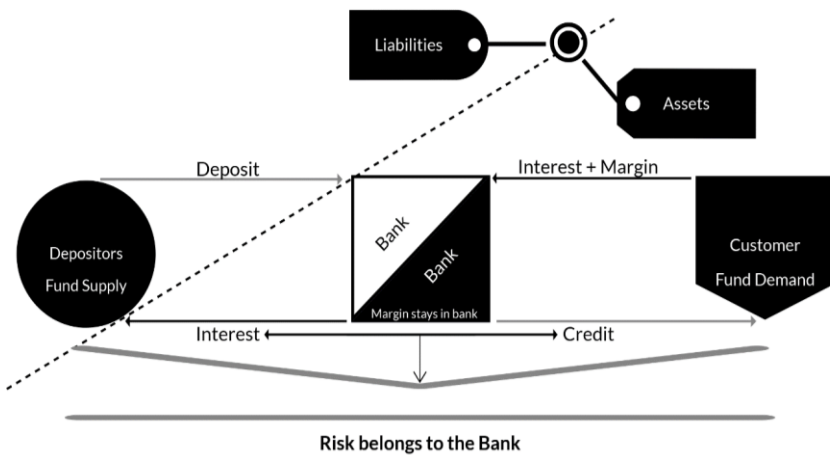 Liabilities
Assets
Deposit
Interest + Margin
Depositors
Fund Supply
Bank
Bank
Margin stays in bank
Customer
Fund Demand
Interest
Credit
Risk belongs to the Bank